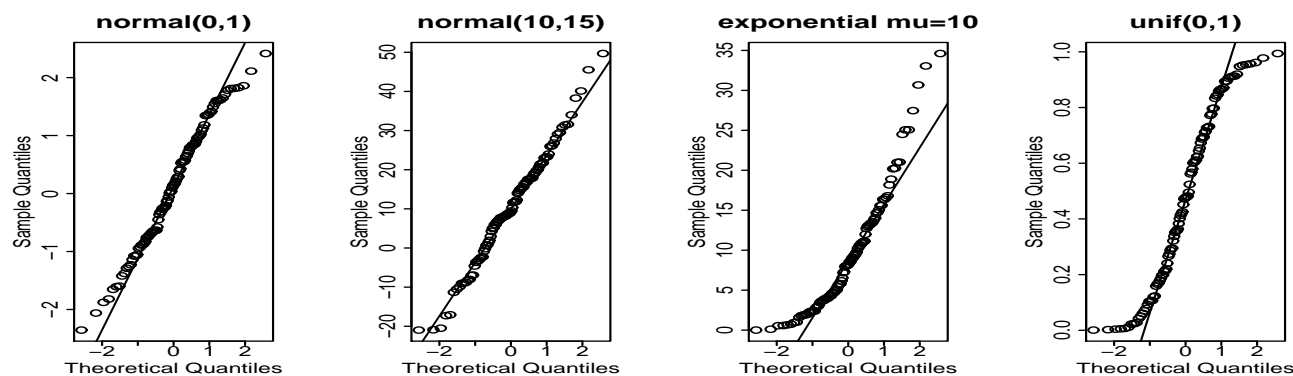 normal(0,1)
Sample Quantiles
2
1
0
−1
−2
−2 0 1 2
Theoretical Quantiles
normal(10,15)
Sample Quantiles
50
40
30
20
10
0
−10
−20
−2 0 1 2
Theoretical Quantiles
exponential mu=10
Sample Quantiles
35
30
25
20
15
10
5
0
−2 0 1 2
Theoretical Quantiles
unif(0,1)
Sample Quantiles
1.0
0.8
0.6
0.4
0.2
0.0
−2 0 1 2
Theoretical Quantiles